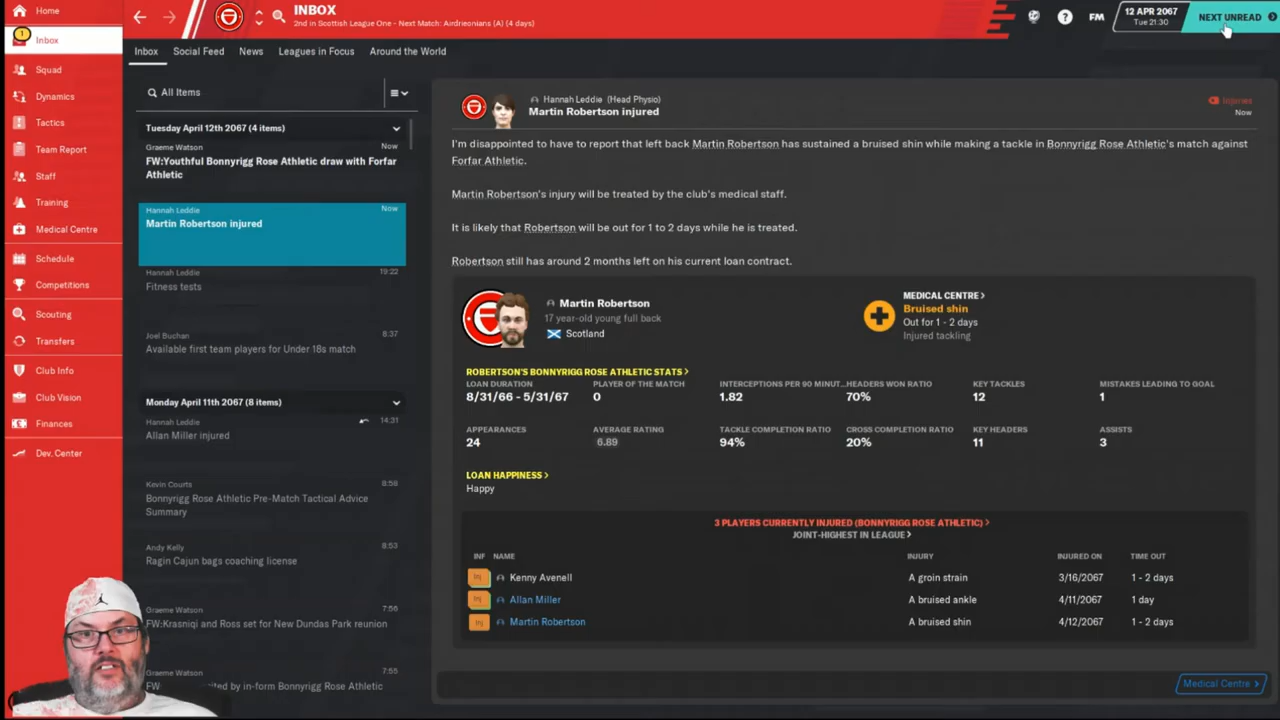 Home
1
Inbox
Squad
Dynamics
Tactics
Team Report
Staff
Training
Medical Centre
Schedule
Competitions
Scouting
Transfers
Club Info
Club Vision
Finances
Dev. Center
INBOX
2nd in Scottish League One - Next Match: Airdrieonians (A) (4 days)
?
FM
12 APR 2067
Tue 21:30
NEXT UNREAD
Inbox
Social Feed
News
Leagues in Focus
Around the World
All Items
Tuesday April 12th 2067 (4 items)
Graeme Watson
Now
FW:Youthful Bonnyrigg Rose Athletic draw with Forfar
Athletic
Hannah Leddie
Now
Martin Robertson injured
Hannah Leddie
19:22
Fitness tests
Joel Buchan
8:37
Available first team players for Under 18s match
Monday April 11th 2067 (8 items)
Hannah Leddie
14:31
Allan Miller injured
Kevin Courts
8:58
Bonnyrigg Rose Athletic Pre-Match Tactical Advice
Summary
Andy Kelly
8:53
Ragin Cajun bags coaching license
Graeme Watson
7:56
FW:Krasniqi and Ross set for New Dundas Park reunion
Graeme Watson
7:55
FW: by in-form Bonnyrigg Rose Athletic
Hannah Leddie (Head Physio)
Martin Robertson injured
Injuries
Now
I'm disappointed to have to report that left back Martin Robertson has sustained a bruised shin while making a tackle in Bonnyrigg Rose Athletic's match against
Forfar Athletic.
Martin Robertson's injury will be treated by the club's medical staff.
It is likely that Robertson will be out for 1 to 2 days while he is treated.
Robertson still has around 2 months left on his current loan contract.
Martin Robertson
17 year-old young full back
Scotland
MEDICAL CENTRE >
Bruised shin
Out for 1 - 2 days
Injured tackling
ROBERTSON'S BONNYRIGG ROSE ATHLETIC STATS >
LOAN DURATION
PLAYER OF THE MATCH
INTERCEPTIONS PER 90 MINUT...
HEADERS WON RATIO
KEY TACKLES
MISTAKES LEADING TO GOAL
8/31/66 - 5/31/67
0
1.82
70%
12
1
APPEARANCES
AVERAGE RATING
TACKLE COMPLETION RATIO
CROSS COMPLETION RATIO
KEY HEADERS
ASSISTS
24
6.89
94%
20%
11
3
LOAN HAPPINESS >
Happy
3 PLAYERS CURRENTLY INJURED (BONNYRIGG ROSE ATHLETIC) >
JOINT-HIGHEST IN LEAGUE >
INF NAME
INJURY
INJURED ON
TIME OUT
Inj Kenny Avenell
A groin strain
3/16/2067
1 - 2 days
Inj Allan Miller
A bruised ankle
4/11/2067
1 day
Inj Martin Robertson
A bruised shin
4/12/2067
1 - 2 days
Medical Centre >